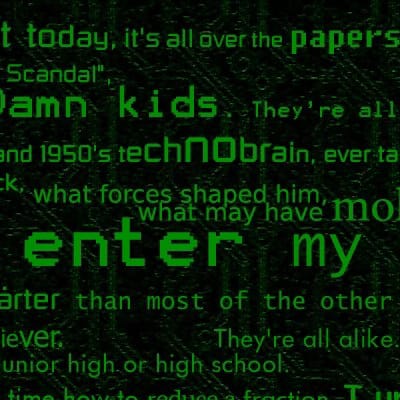 t today, it's all over the papers
Scandal",
Damn kids. They're all
and 1950's technobrain, ever ta
ck, what forces shaped him,
what may have mol
enter my
arter than most of the other
iever. They're all alike.
unior high or high school.
time how to reduce a fraction.